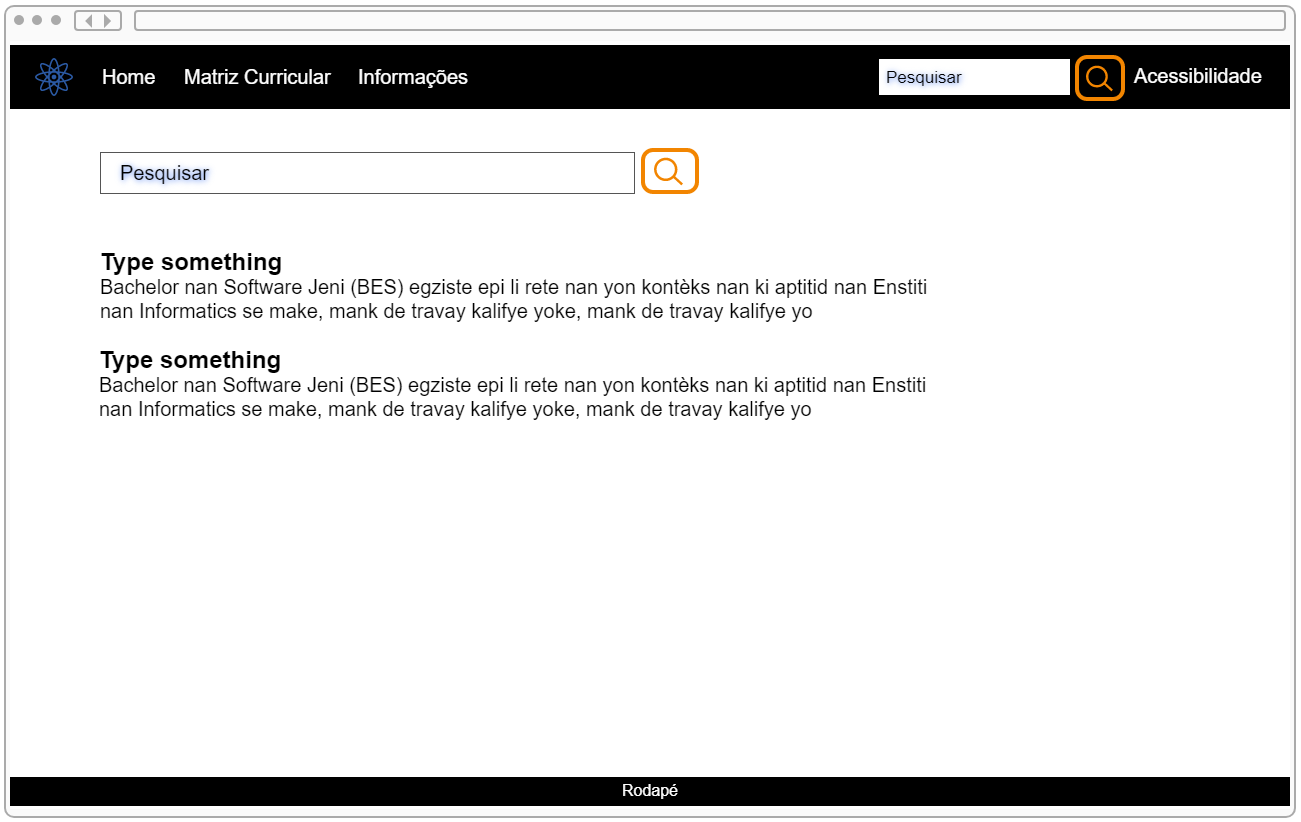 Home Matriz Curricular Informações Pesquisar Acessibilidade
Pesquisar
Type something
Bachelor nan Software Jeni (BES) egziste epi li rete nan yon kontèks nan ki aptitid nan Enstiti
nan Informatics se make, mank de travay kalifye yoke, mank de travay kalifye yo
Type something
Bachelor nan Software Jeni (BES) egziste epi li rete nan yon kontèks nan ki aptitid nan Enstiti
nan Informatics se make, mank de travay kalifye yoke, mank de travay kalifye yo
Rodapé